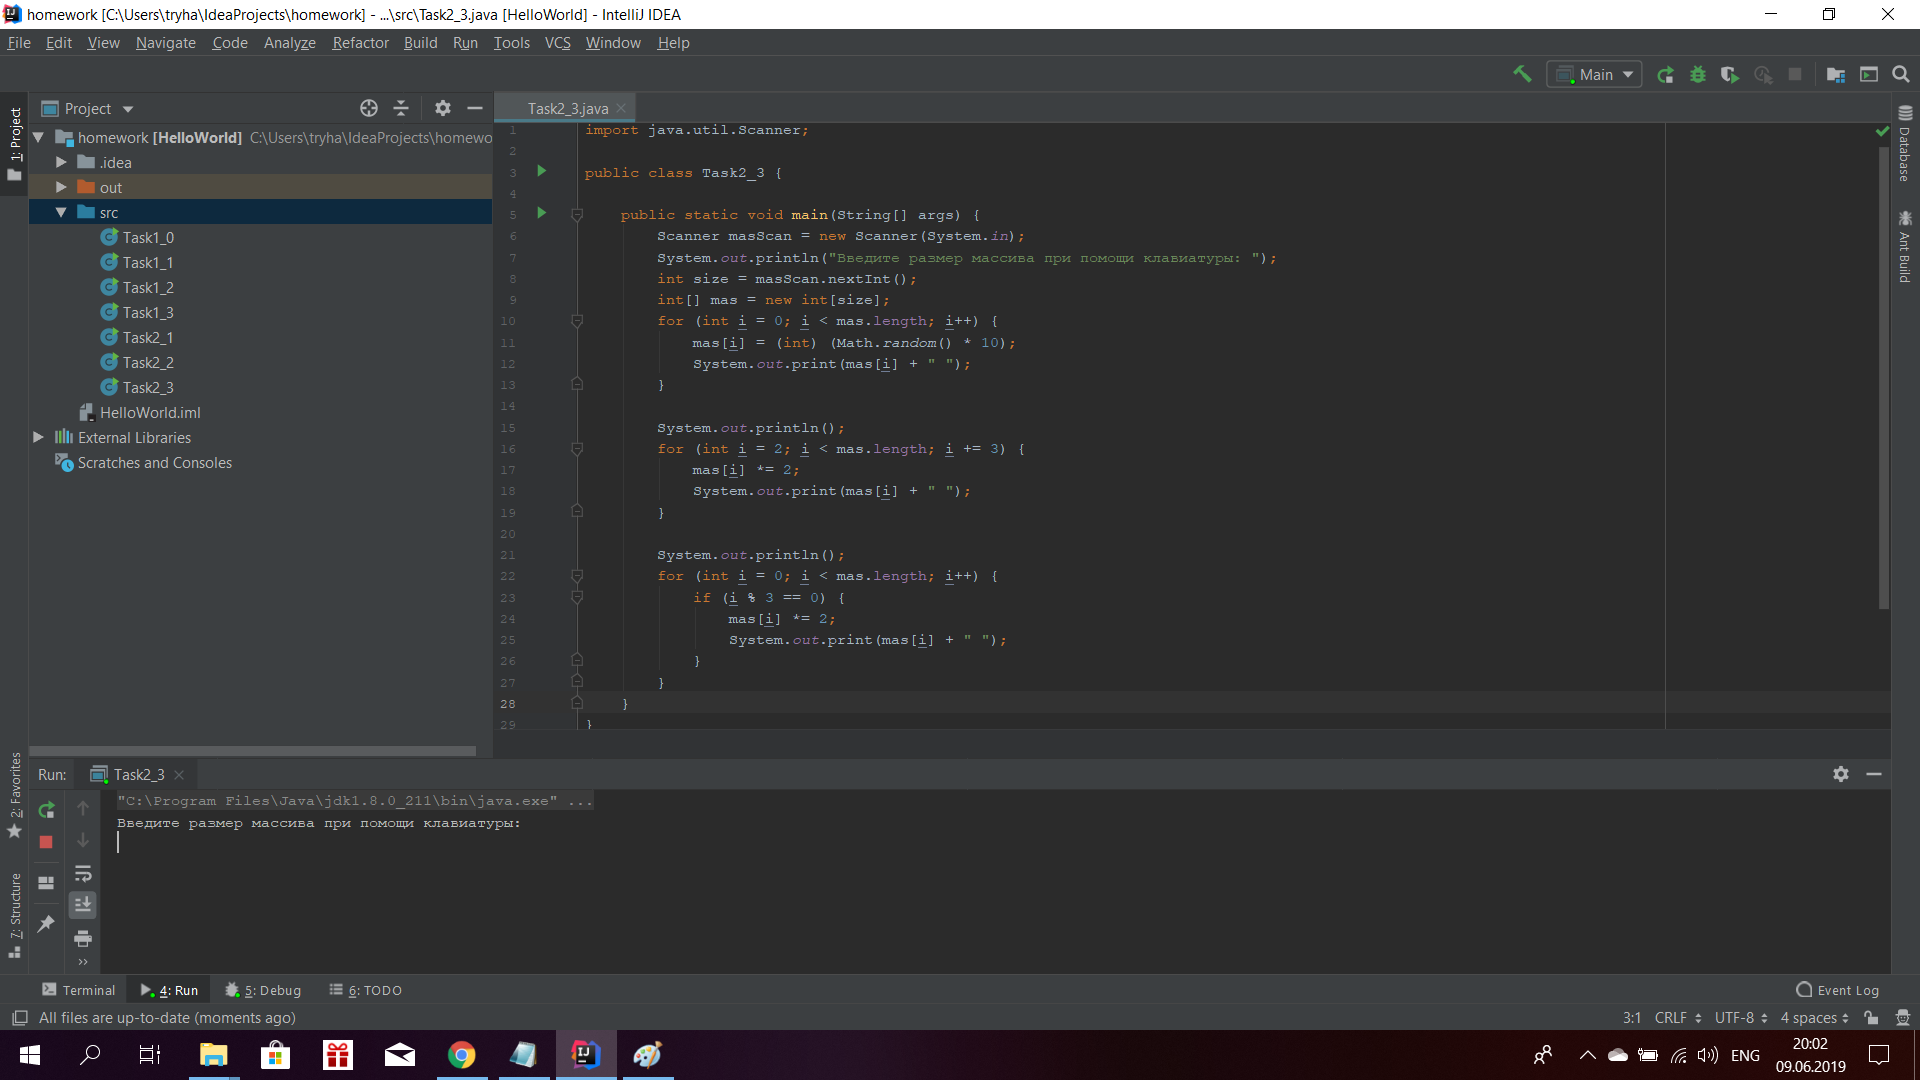 homework [C:\Users\tryha\IdeaProjects\homework] - ...\src\Task2_3.java [HelloWorld] - IntelliJ IDEA
File Edit View Navigate Code Analyze Refactor Build Run Tools VCS Window Help
Main
1: Project
Project
homework [HelloWorld] C:\Users\tryha\IdeaProjects\homewo
.idea
out
src
Task1_0
Task1_1
Task1_2
Task1_3
Task2_1
Task2_2
Task2_3
HelloWorld.iml
External Libraries
Scratches and Consoles
Task2_3.java
1 import java.util.Scanner;
2
3 public class Task2_3 {
4
5 public static void main(String[] args) {
6 Scanner masScan = new Scanner(System.in);
7 System.out.println("Введите размер массива при помощи клавиатуры: ");
8 int size = masScan.nextInt();
9 int[] mas = new int[size];
10 for (int i = 0; i < mas.length; i++) {
11 mas[i] = (int) (Math.random() * 10);
12 System.out.print(mas[i] + " ");
13 }
14
15 System.out.println();
16 for (int i = 2; i < mas.length; i += 3) {
17 mas[i] *= 2;
18 System.out.print(mas[i] + " ");
19 }
20
21 System.out.println();
22 for (int i = 0; i < mas.length; i++) {
23 if (i % 3 == 0) {
24 mas[i] *= 2;
25 System.out.print(mas[i] + " ");
26 }
27 }
28 }
29 }
Database
Ant Build
2: Favorites
7: Structure
Run: Task2_3
"C:\Program Files\Java\jdk1.8.0_211\bin\java.exe" ...
Введите размер массива при помощи клавиатуры:
Terminal 4: Run 5: Debug 6: TODO Event Log
All files are up-to-date (moments ago) 3:1 CRLF UTF-8 4 spaces
ENG 20:02
09.06.2019